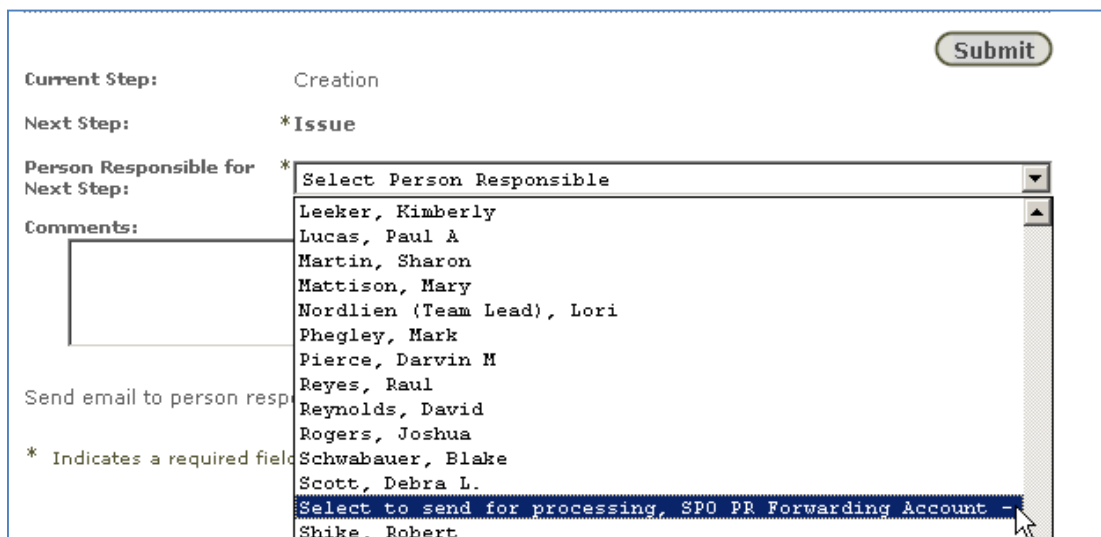 Submit
Current Step: Creation
Next Step: *Issue
Person Responsible for * Select Person Responsible
Next Step:
Comments:
Leeker, Kimberly
Lucas, Paul A
Martin, Sharon
Mattison, Mary
Nordlien (Team Lead), Lori
Phegley, Mark
Pierce, Darvin M
Reyes, Raul
Reynolds, David
Rogers, Joshua
Schwabauer, Blake
Scott, Debra L.
Select to send for processing, SPO PR Forwarding Account -
Shike, Robert
Send email to person
* Indicates a required